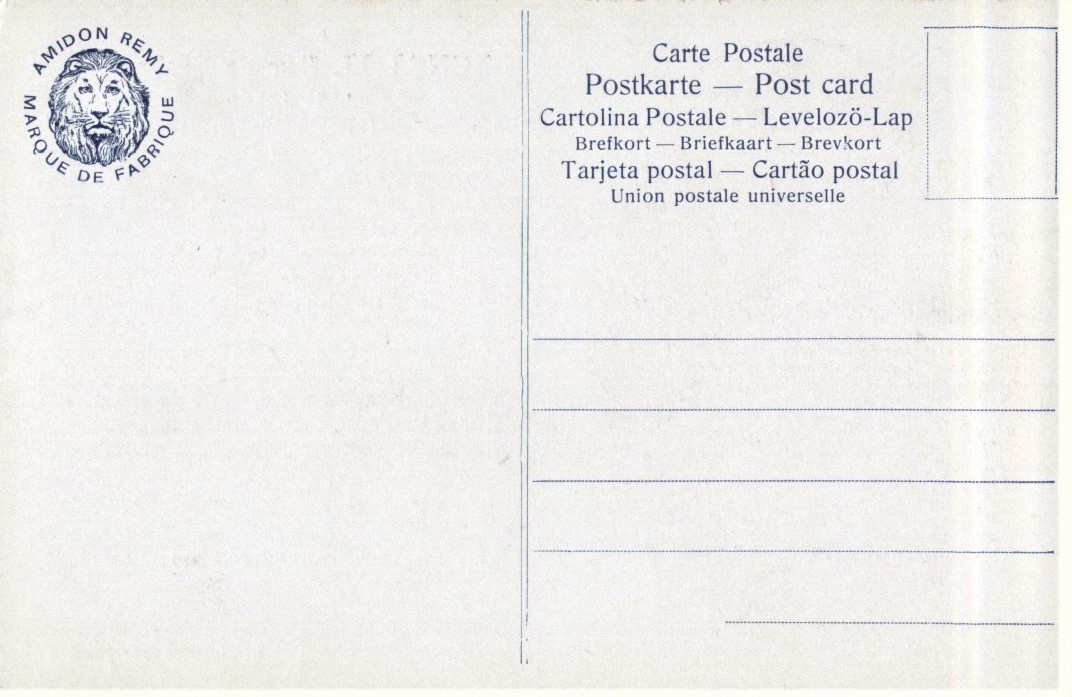 AMIDON REMY
MARQUE DE FABRIQUE
Carte Postale
Postkarte — Post card
Cartolina Postale — Levelozö-Lap
Brefkort — Briefkaart — Brevkort
Tarjeta postal — Cartão postal
Union postale universelle